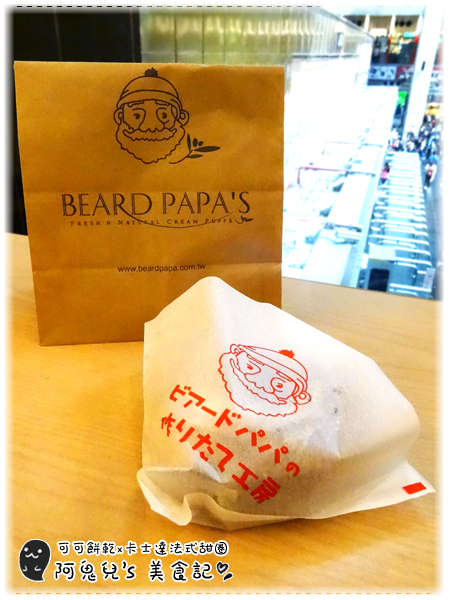 BEARD PAPA'S
FRESH N NATURAL CREAM PUFFS
www.beardpapa.com.tw
ビアードパパの
作りたて工房
可可餅乾x卡士達法式甜圈
阿鬼兒's 美食記